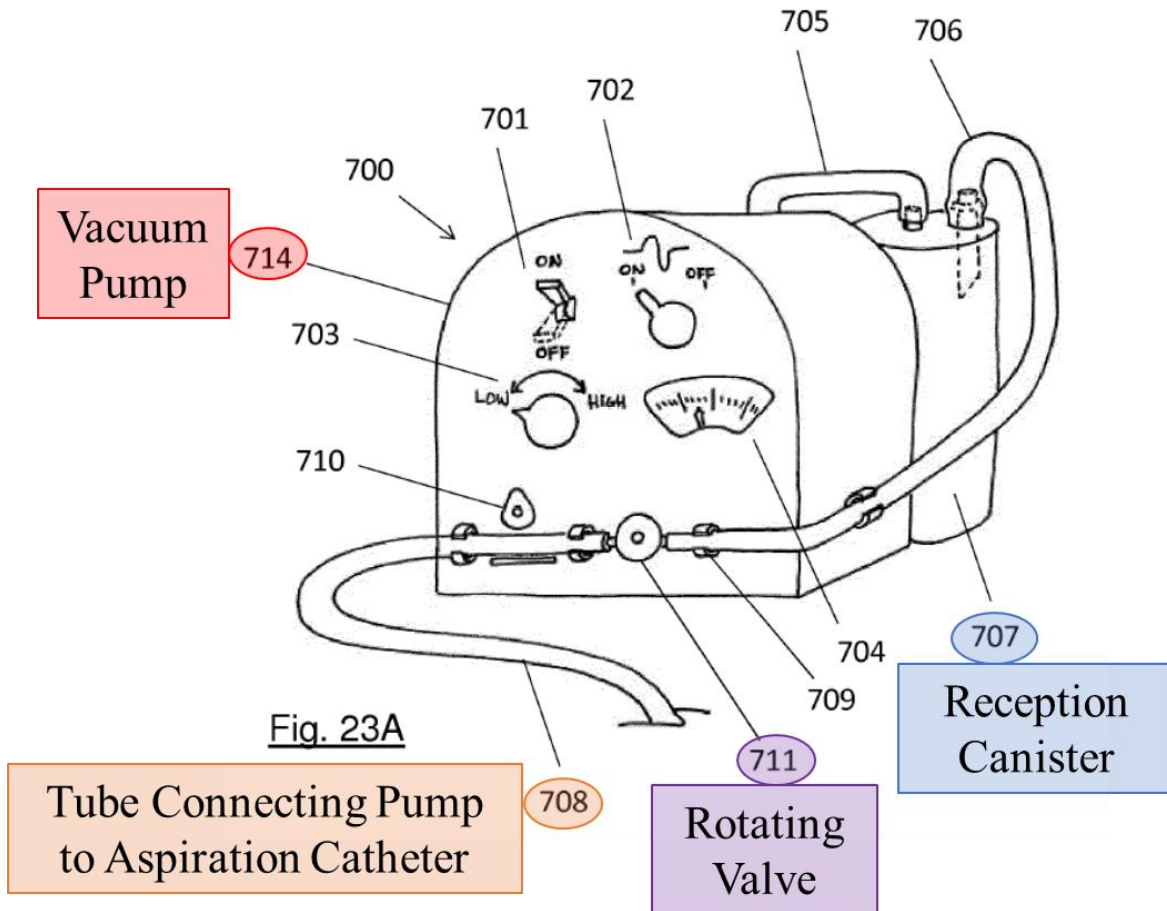 705
706
702
701
700
Vacuum
Pump
714
ON
ON
OFF
OFF
703
LOW
HIGH
710
704
709
707
Reception
Canister
Fig. 23A
711
Rotating
Valve
708
Tube Connecting Pump
to Aspiration Catheter